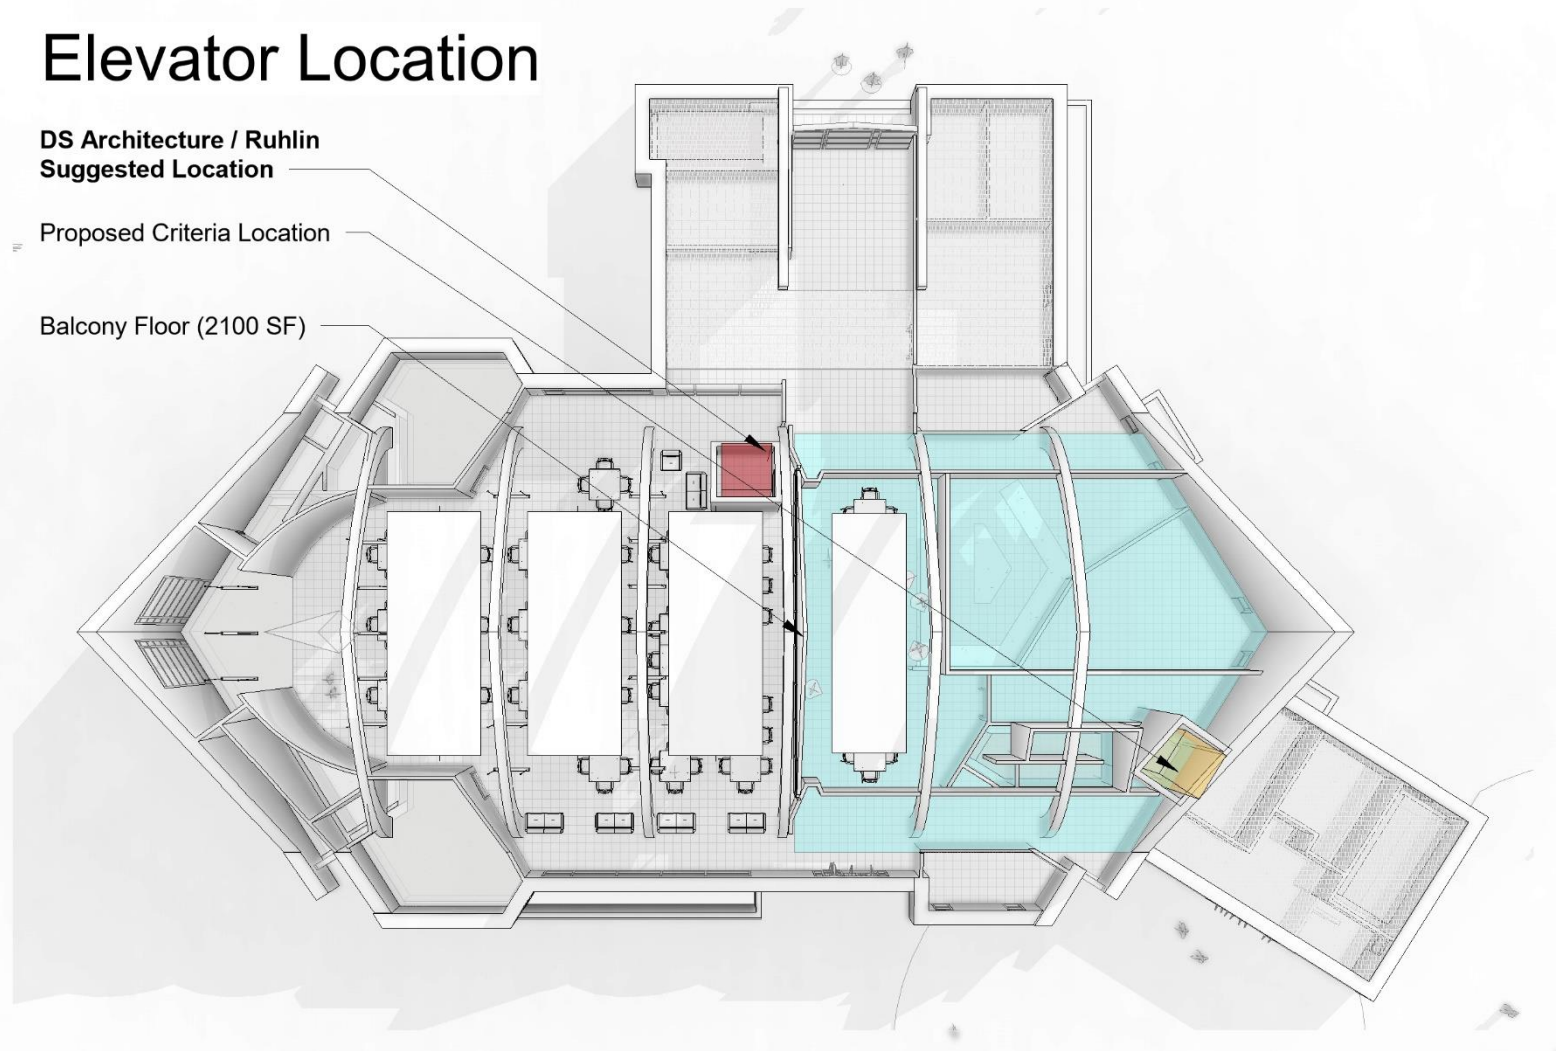 Elevator Location
DS Architecture / Ruhlin
Suggested Location
Proposed Criteria Location
Balcony Floor (2100 SF)